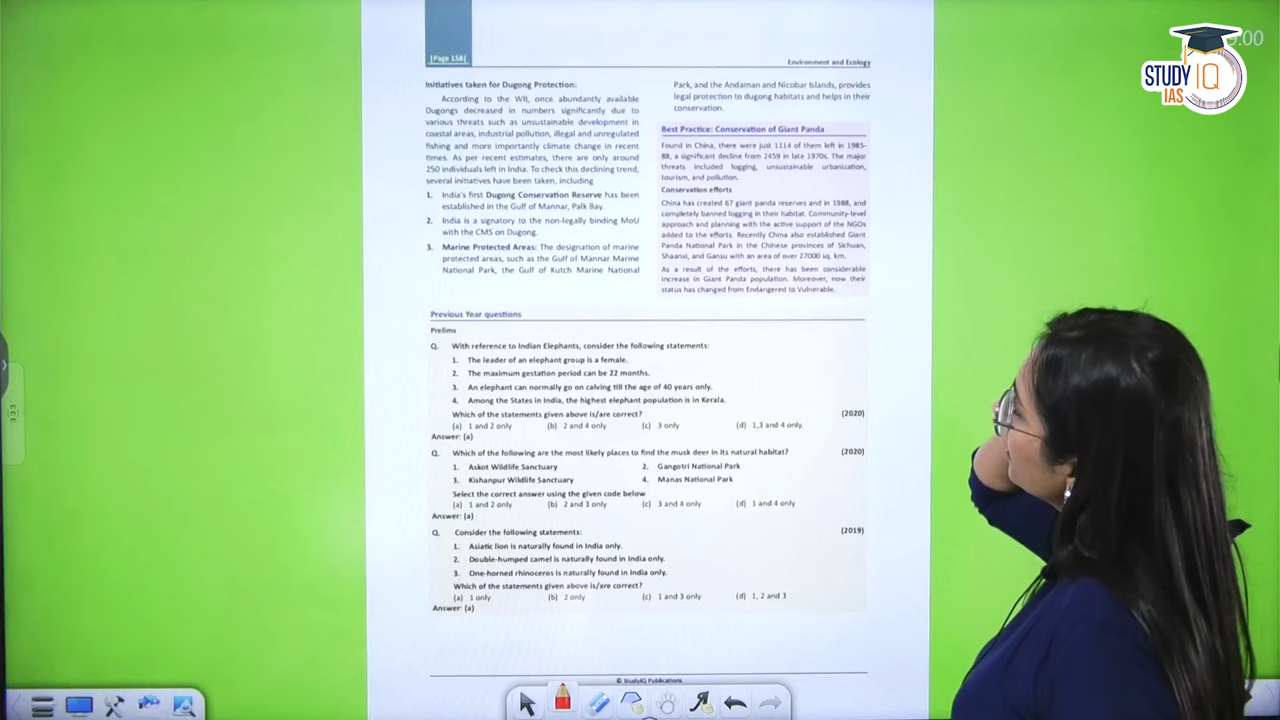 |Page 158|
Environment and Ecology
Initiatives taken for Dugong Protection:
According to the WII, once abundantly available
Dugongs decreased in numbers significantly due to
various threats such as unsustainable development in
coastal areas, industrial pollution, illegal and unregulated
fishing and more importantly climate change in recent
times. As per recent estimates, there are only around
250 individuals left in India. To check this declining trend,
several initiatives have been taken, including
1. India's first Dugong Conservation Reserve has been
established in the Gulf of Mannar, Palk Bay.
2. India is a signatory to the non-legally binding MoU
with the CMS on Dugong.
3. Marine Protected Areas: The designation of marine
protected areas, such as the Gulf of Mannar Marine
National Park, the Gulf of Kutch Marine National
Park, and the Andaman and Nicobar Islands, provides
legal protection to dugong habitats and helps in their
conservation.
Best Practice: Conservation of Giant Panda
Found in China, there were just 1114 of them left in 1985-
88, a significant decline from 2459 in late 1970s. The major
threats included logging, unsustainable urbanization,
tourism, and pollution.
Conservation efforts
China has created 67 giant panda reserves and in 1988, and
completely banned logging in their habitat. Community-level
approach and planning with the active support of the NGOs
added to the efforts. Recently China also established Giant
Panda National Park in the Chinese provinces of Sichuan,
Shaanxi, and Gansu with an area of over 27000 sq. km.
As a result of the efforts, there has been considerable
increase in Giant Panda population. Moreover, now their
status has changed from Endangered to Vulnerable.
Previous Year questions
Prelims
Q. With reference to Indian Elephants, consider the following statements:
1. The leader of an elephant group is a female.
2. The maximum gestation period can be 22 months.
3. An elephant can normally go on calving till the age of 40 years only.
4. Among the States in India, the highest elephant population is in Kerala.
Which of the statements given above is/are correct? (2020)
(a) 1 and 2 only (b) 2 and 4 only (c) 3 only (d) 1,3 and 4 only.
Answer: (a)
Q. Which of the following are the most likely places to find the musk deer in its natural habitat? (2020)
1. Askot Wildlife Sanctuary 2. Gangotri National Park
3. Kishanpur Wildlife Sanctuary 4. Manas National Park
Select the correct answer using the given code below
(a) 1 and 2 only (b) 2 and 3 only (c) 3 and 4 only (d) 1 and 4 only
Answer: (a)
Q. Consider the following statements: (2019)
1. Asiatic lion is naturally found in India only.
2. Double-humped camel is naturally found in India only.
3. One-horned rhinoceros is naturally found in India only.
Which of the statements given above is/are correct?
(a) 1 only (b) 2 only (c) 1 and 3 only (d) 1, 2 and 3
Answer: (a)
© StudyIQ Publications
STUDY IQ
IAS